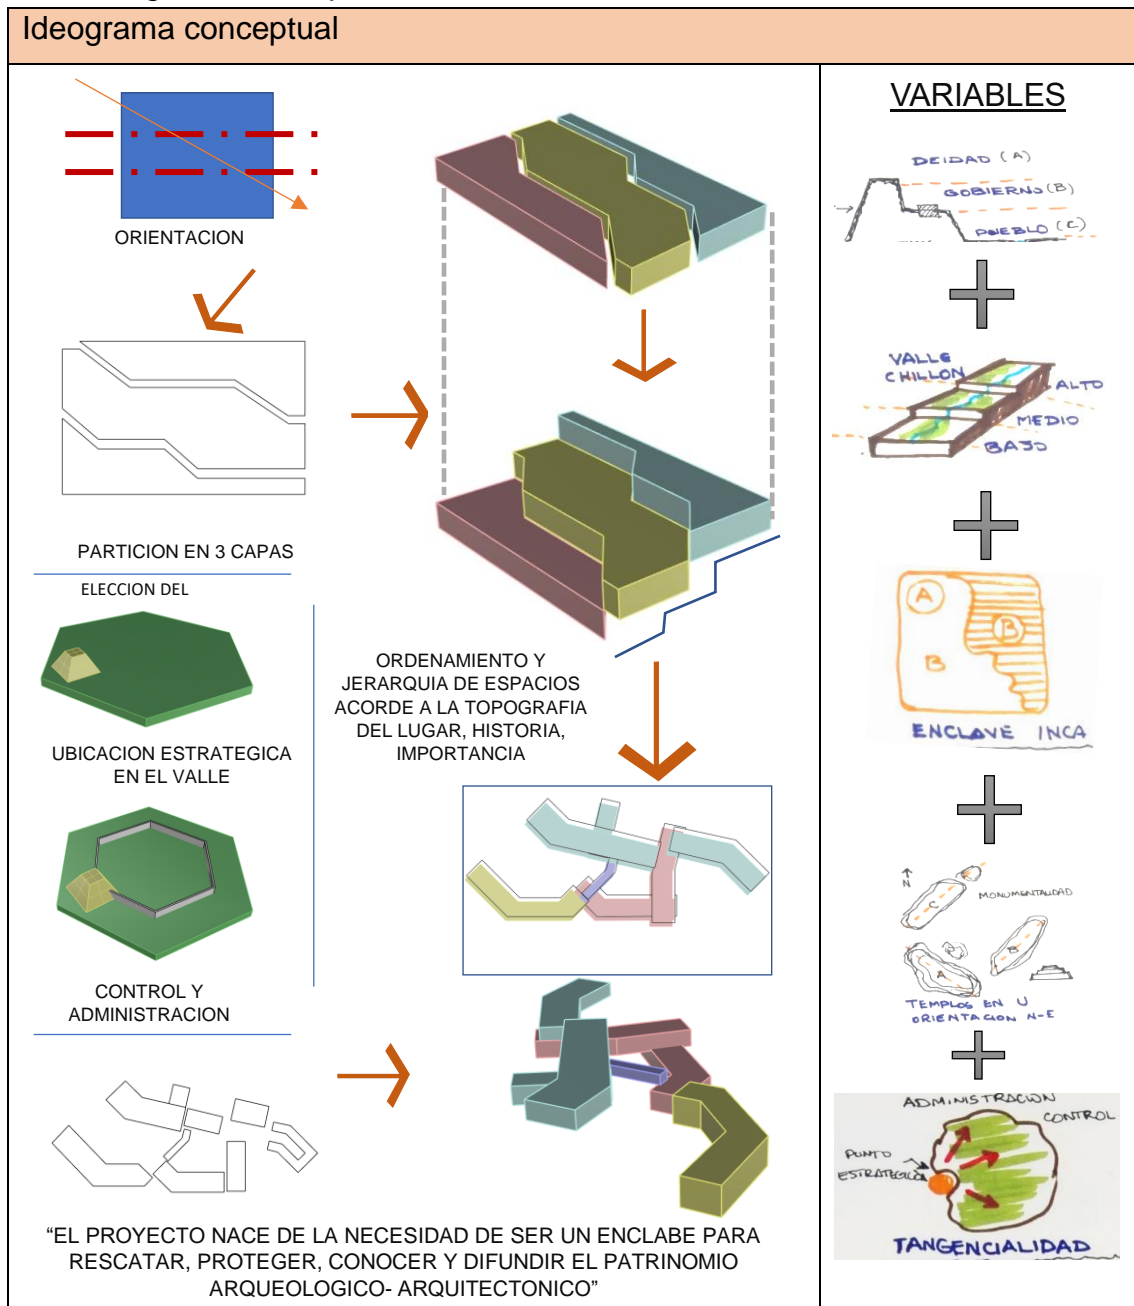 Ideograma conceptual
ORIENTACION
PARTICION EN 3 CAPAS
ELECCION DEL
UBICACION ESTRATEGICA
EN EL VALLE
CONTROL Y
ADMINISTRACION
ORDENAMIENTO Y
JERARQUIA DE ESPACIOS
ACORDE A LA TOPOGRAFIA
DEL LUGAR, HISTORIA,
IMPORTANCIA
“EL PROYECTO NACE DE LA NECESIDAD DE SER UN ENCLABE PARA
RESCATAR, PROTEGER, CONOCER Y DIFUNDIR EL PATRINOMIO
ARQUEOLOGICO- ARQUITECTONICO”
VARIABLES
DEIDAD (A)
GOBIERNO (B)
PUEBLO (C)
VALLE
CHILLON
ALTO
MEDIO
BAJO
A
B
B
ENCLAVE INCA
N
MONUMENTALIDAD
C
B
A
TEMPLOS EN U
ORIENTACION N-E
ADMINISTRACION
CONTROL
PUNTO
ESTRATEGICO
TANGENCIALIDAD